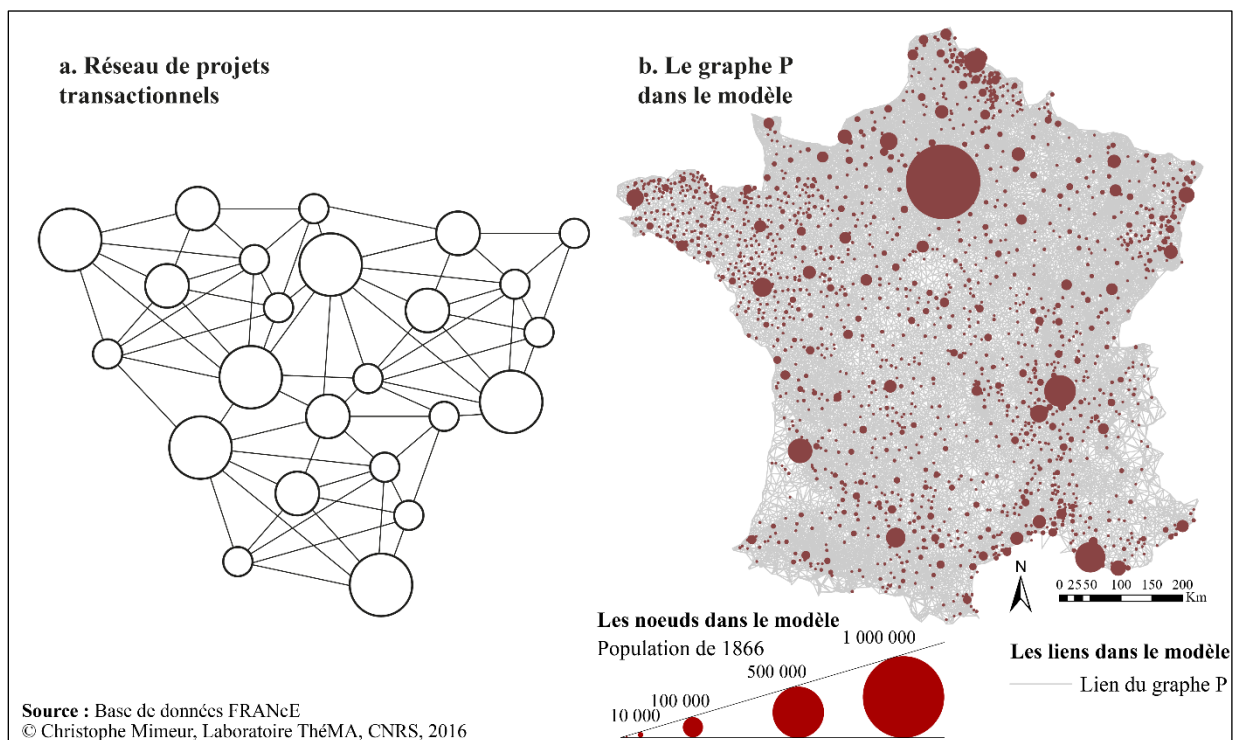 a. Réseau de projets
transactionnels
b. Le graphe P
dans le modèle
N
0 25 50 100 150 200
Km
Les noeuds dans le modèle
Population de 1866
10 000
100 000
500 000
1 000 000
Les liens dans le modèle
Lien du graphe P
Source : Base de données FRANcE
© Christophe Mimeur, Laboratoire ThéMA, CNRS, 2016